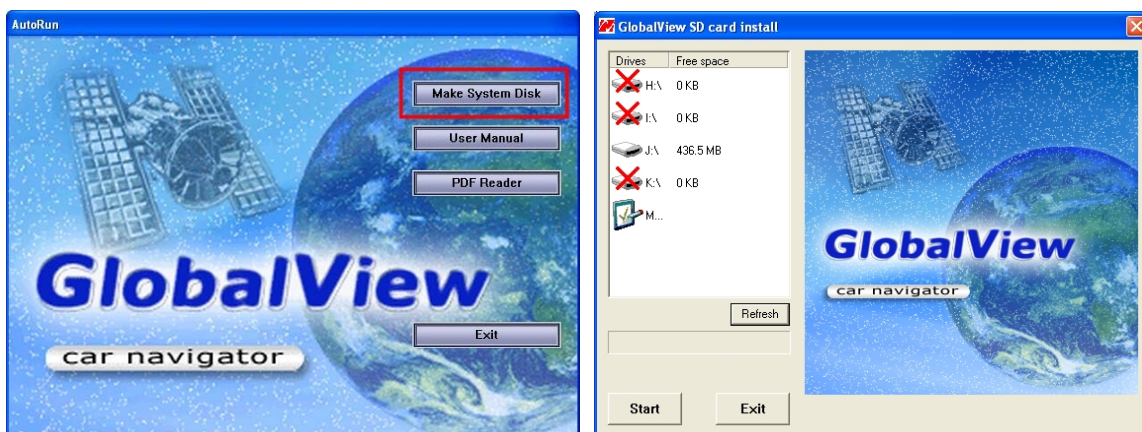 AutoRun
Make System Disk
User Manual
PDF Reader
GlobalView
car navigator
Exit
GlobalView SD card install
Drives Free space
H:\ 0 KB
I:\ 0 KB
J:\ 436.5 MB
K:\ 0 KB
M...
Refresh
Start Exit
GlobalView
car navigator